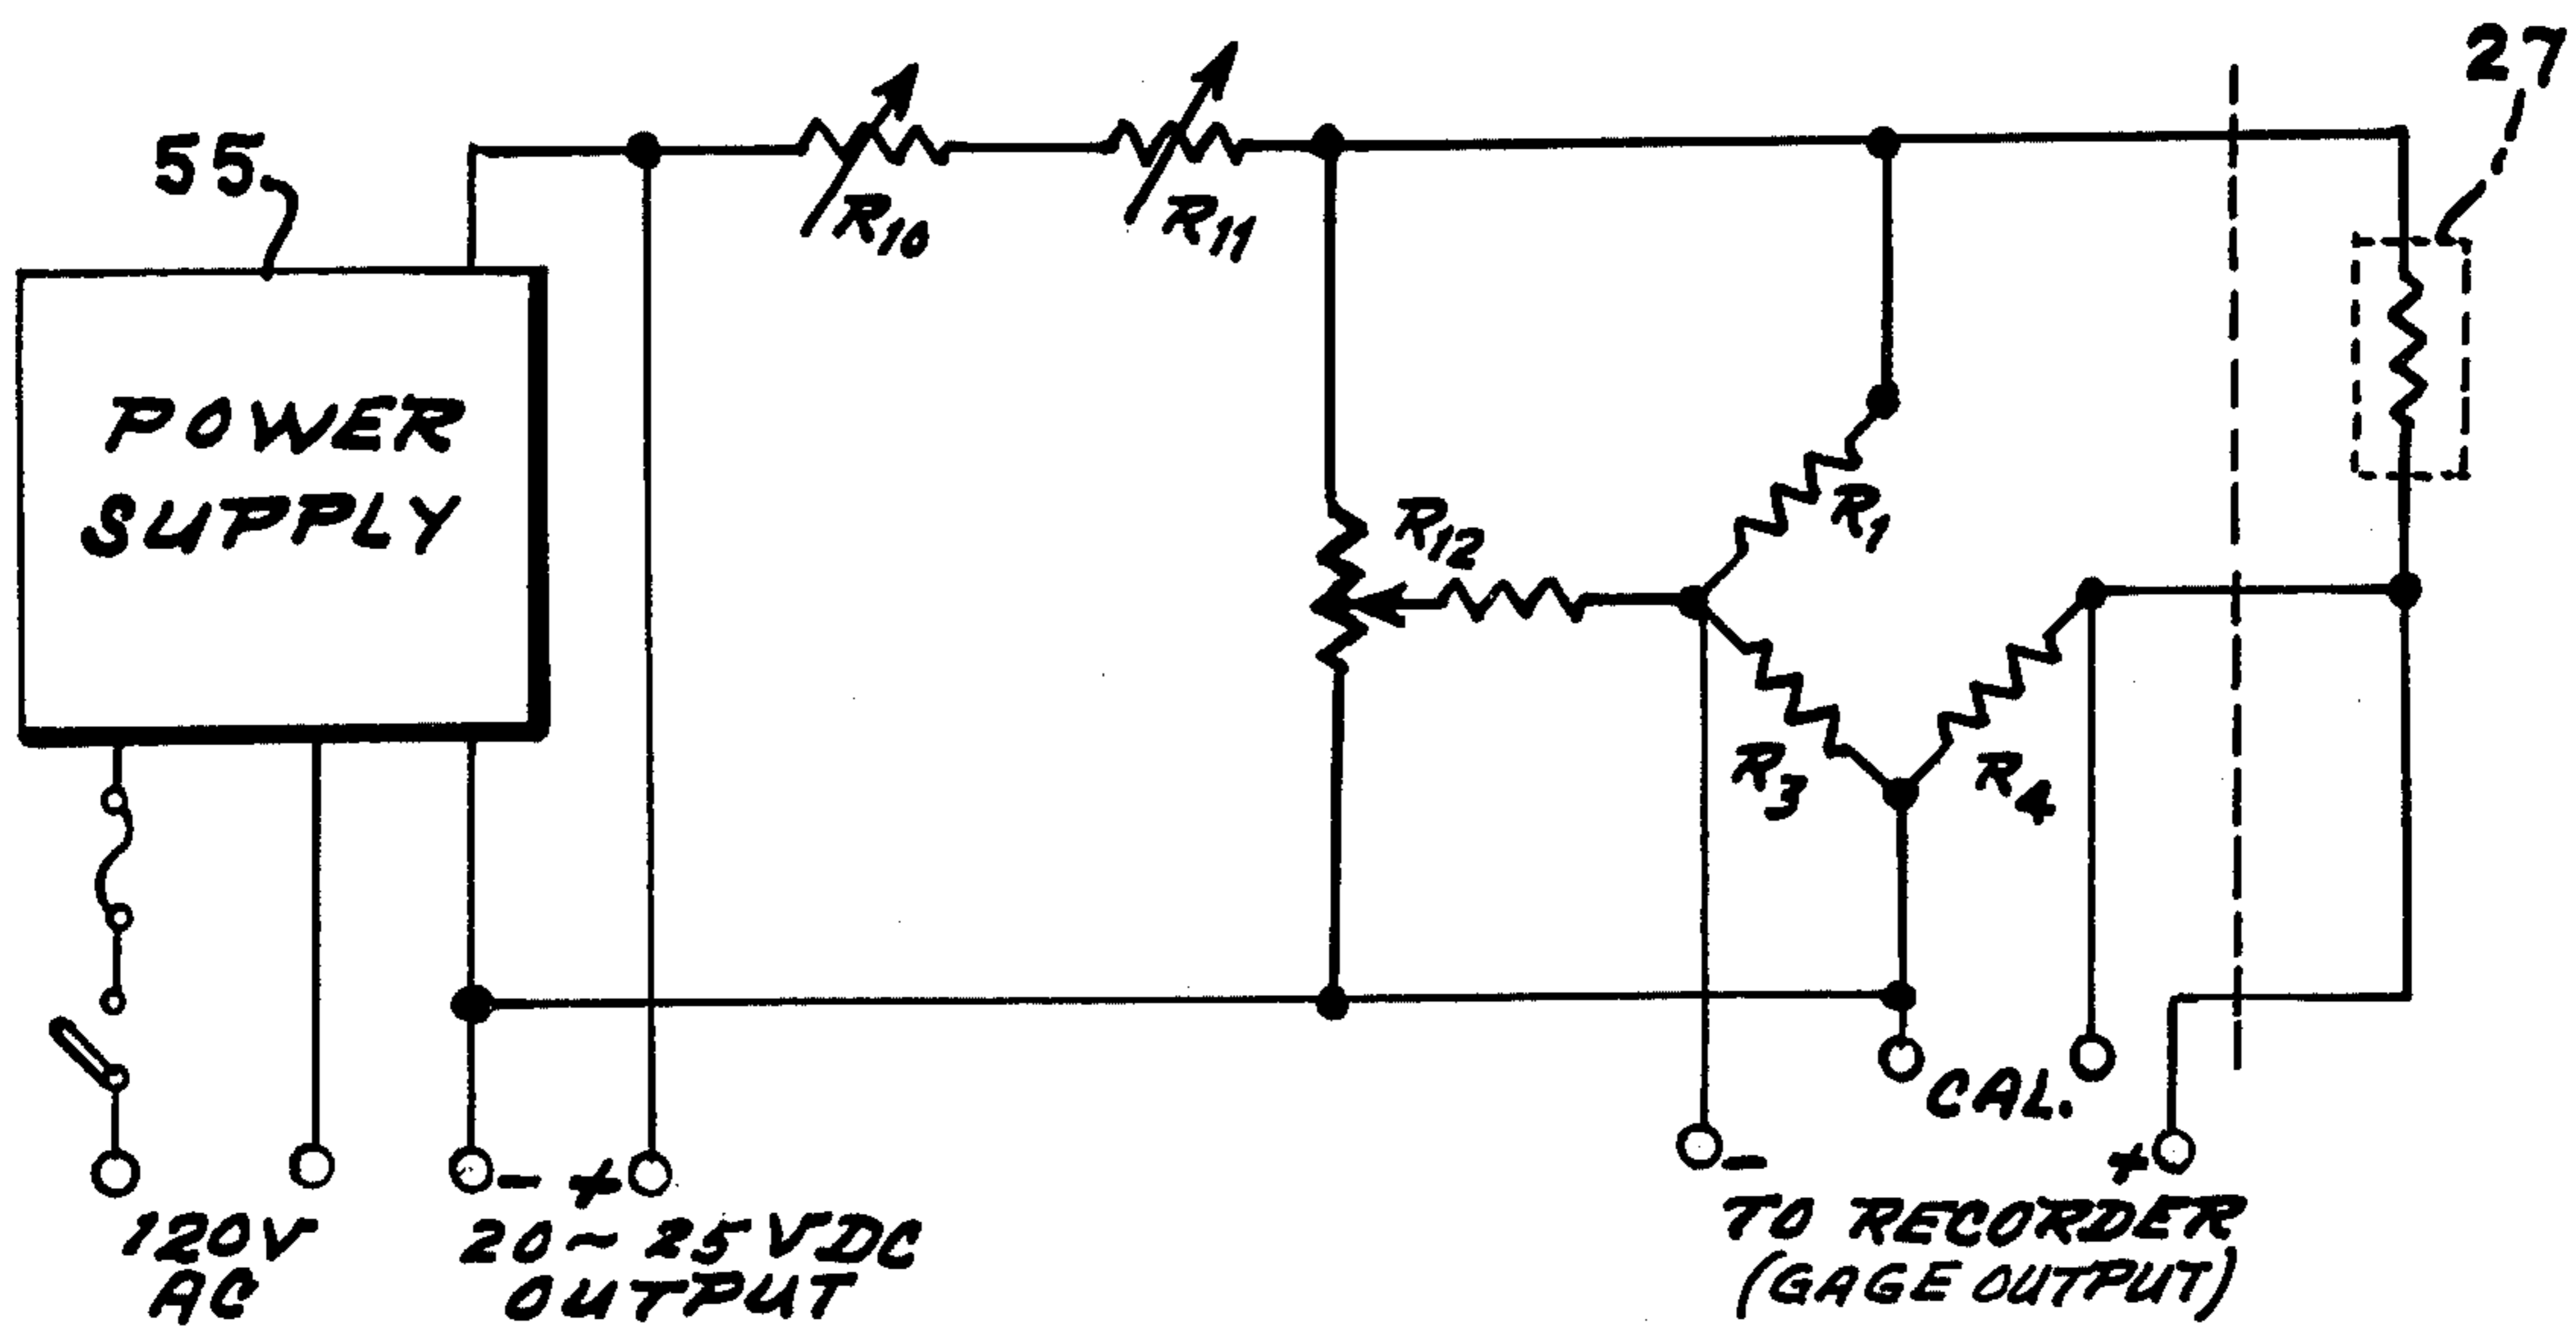 27
55
R10
R11
POWER
SUPPLY
R12
R1
R3
R4
CAL.
- +
-
+
120V
AC
20~25VDC
OUTPUT
TO RECORDER
(GAGE OUTPUT)